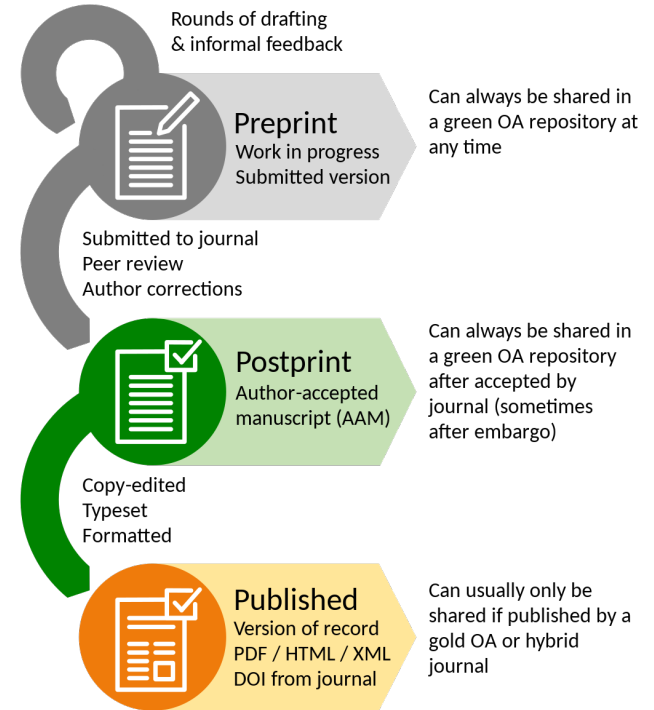 Rounds of drafting
& informal feedback
Preprint
Work in progress
Submitted version
Can always be shared in
a green OA repository at
any time
Submitted to journal
Peer review
Author corrections
Postprint
Author-accepted
manuscript (AAM)
Can always be shared in
a green OA repository
after accepted by
journal (sometimes
after embargo)
Copy-edited
Typeset
Formatted
Published
Version of record
PDF / HTML / XML
DOI from journal
Can usually only be
shared if published by a
gold OA or hybrid
journal